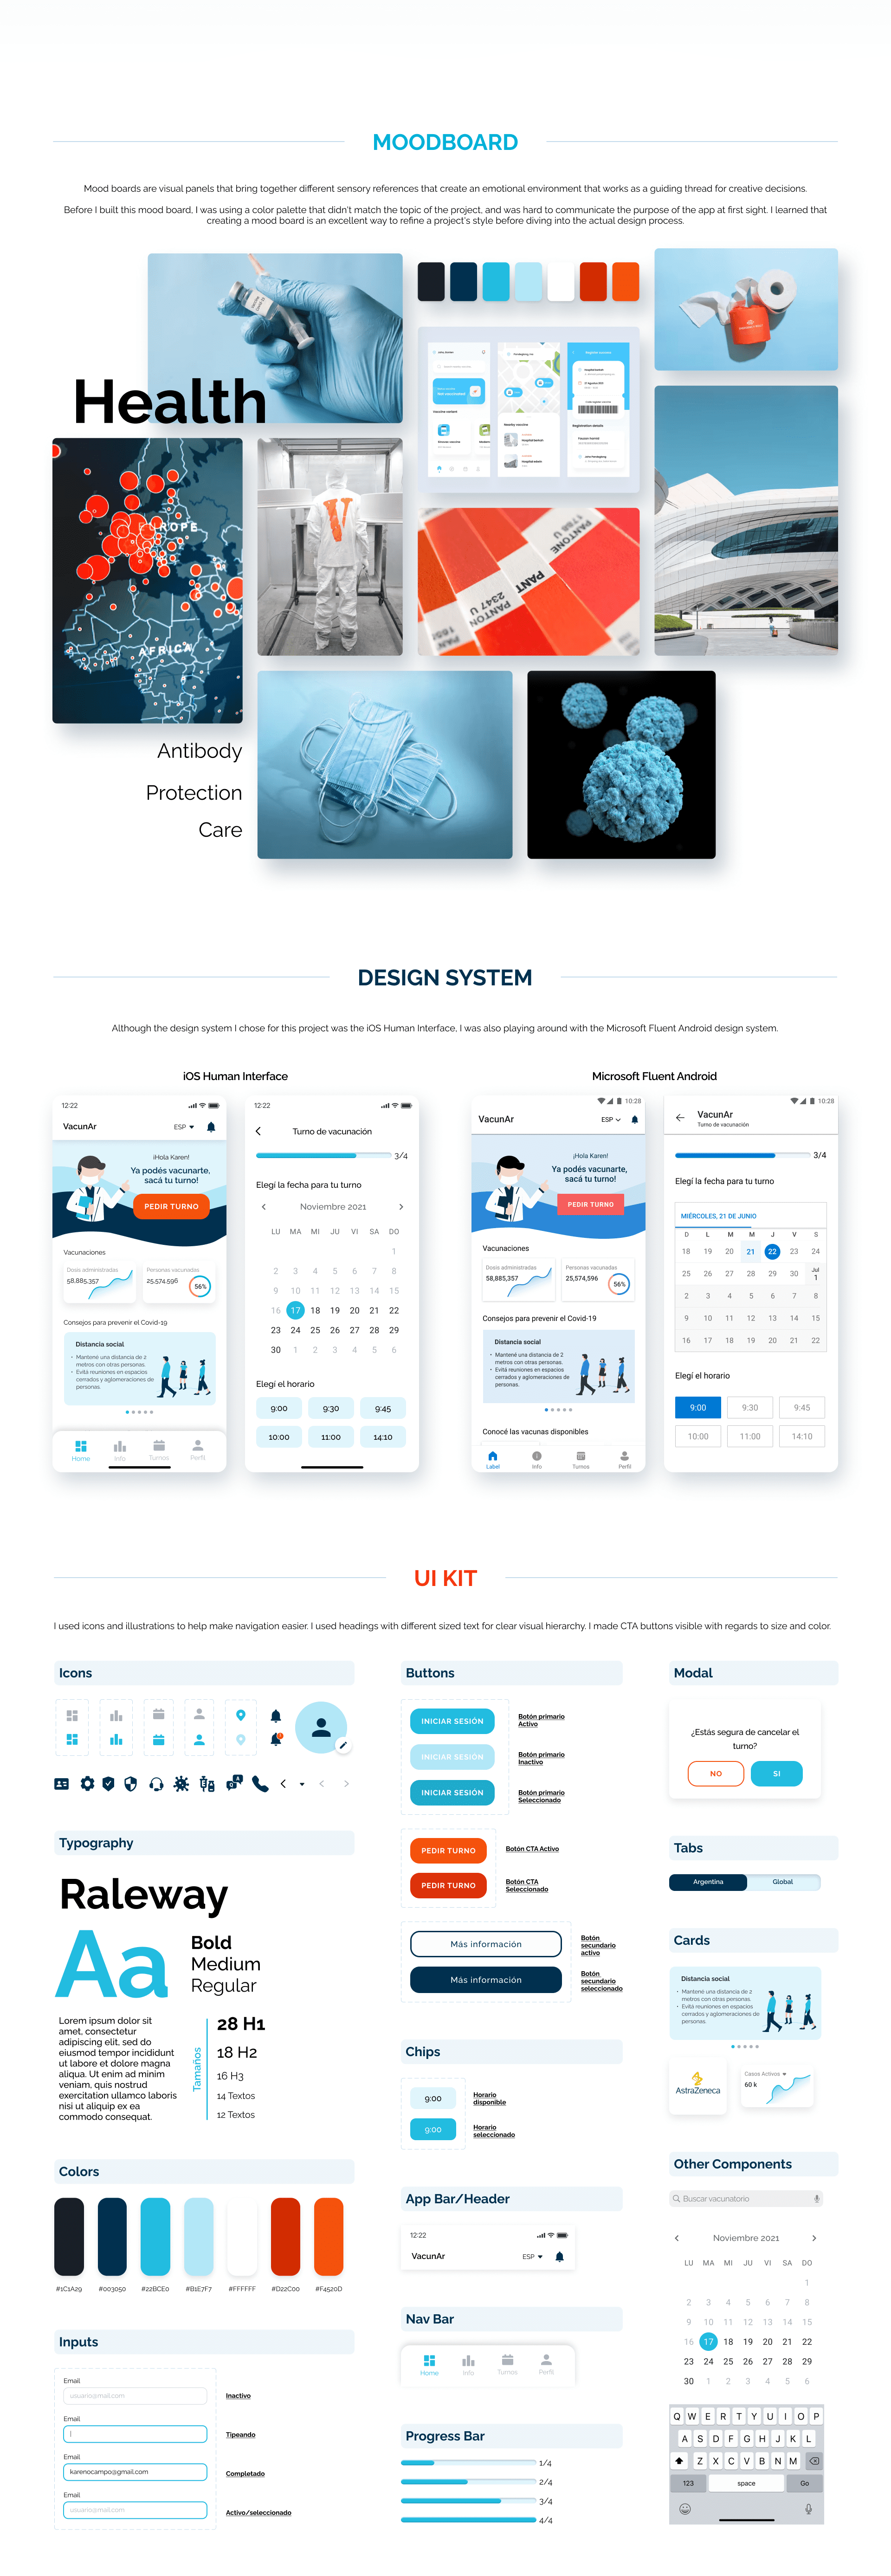 MOODBOARD
Mood boards are visual panels that bring together different sensory references that create an emotional environment that works as a guiding thread for creative decisions.
Before I built this mood board, I was using a color palette that didn't match the topic of the project, and was hard to communicate the purpose of the app at first sight. I learned that
creating a mood board is an excellent way to refine a project's style before diving into the actual design process.
Health
EUROPE
AFRICA
V
PANTONE
PANTONE
2347 U
Antibody
Protection
Care
DESIGN SYSTEM
Although the design system I chose for this project was the iOS Human Interface, I was also playing around with the Microsoft Fluent Android design system.
iOS Human Interface
12:22
VacunAr
ESP
¡Hola Karen!
Ya podés vacunarte,
sacá tu turno!
PEDIR TURNO
Vacunaciones
Dosis administradas
58.885.357
Personas vacunadas
25,574,596
56%
Consejos para prevenir el Covid-19
Distancia social
• Mantené una distancia de 2
metros con otras personas.
• Evitá reuniones en espacios
cerrados y aglomeraciones de
personas.
Home
Info
Turnos
Perfil
12:22
Turno de vacunación
3/4
Elegí la fecha para tu turno
Noviembre 2021
LU MA MI JU VI SA DO
1
2 3 4 5 6 7 8
9 10 11 12 13 14 15
16 17 18 19 20 21 22
23 24 25 26 27 28 29
30 1 2 3 4 5 6
Elegí el horario
9:00 9:30 9:45
10:00 11:00 14:10
Microsoft Fluent Android
10:28
VacunAr
ESP
¡Hola Karen!
Ya podés vacunarte,
sacá tu turno!
PEDIR TURNO
Vacunaciones
Dosis administradas
58,885,357
Personas vacunadas
25,574,596
56%
Consejos para prevenir el Covid-19
Distancia social
• Mantené una distancia de 2
metros con otras personas.
• Evitá reuniones en espacios
cerrados y aglomeraciones de
personas.
Conocé las vacunas disponibles
Label
Info
Turnos
Perfil
10:28
VacunAr
Turno de vacunación
3/4
Elegí la fecha para tu turno
MIÉRCOLES, 21 DE JUNIO
D L M M J V S
18 19 20 21 22 23 24
25 26 27 28 29 30 Jul 1
2 3 4 5 6 7 8
9 10 11 12 13 14 15
16 17 18 19 20 21 22
Elegí el horario
9:00 9:30 9:45
10:00 11:00 14:10
UI KIT
I used icons and illustrations to help make navigation easier. I used headings with different sized text for clear visual hierarchy. I made CTA buttons visible with regards to size and color.
Icons
Typography
Raleway
Aa
Bold
Medium
Regular
Lorem ipsum dolor sit
amet, consectetur
adipiscing elit, sed do
eiusmod tempor incididunt
ut labore et dolore magna
aliqua. Ut enim ad minim
veniam, quis nostrud
exercitation ullamco laboris
nisi ut aliquip ex ea
commodo consequat.
Tamaños
28 H1
18 H2
16 H3
14 Textos
12 Textos
Colors
#1C1A29 #003050 #22BCE0 #B1E7F7 #FFFFFF #D22C00 #F4520D
Inputs
Email
usuario@mail.com
Inactivo
Email
Tipeando
Email
karenocampo@gmail.com
Completado
Email
usuario@mail.com
Activo/seleccionado
Buttons
INICIAR SESIÓN
Botón primario
Activo
INICIAR SESIÓN
Botón primario
Inactivo
INICIAR SESIÓN
Botón primario
Seleccionado
PEDIR TURNO
Botón CTA Activo
PEDIR TURNO
Botón CTA
Seleccionado
Más información
Botón
secundario
activo
Más información
Botón
secundario
seleccionado
Chips
9:00
Horario
disponible
9:00
Horario
seleccionado
App Bar/Header
12:22
VacunAr
ESP
Nav Bar
Home
Info
Turnos
Perfil
Progress Bar
1/4
2/4
3/4
4/4
Modal
¿Estás segura de cancelar el
turno?
NO
SI
Tabs
Argentina
Global
Cards
Distancia social
• Mantené una distancia de 2
metros con otras personas.
• Evitá reuniones en espacios
cerrados y aglomeraciones de
personas.
AstraZeneca
Casos Activos
60 k
Other Components
Buscar vacunatorio
Noviembre 2021
LU MA MI JU VI SA DO
1
2 3 4 5 6 7 8
9 10 11 12 13 14 15
16 17 18 19 20 21 22
23 24 25 26 27 28 29
30 1 2 3 4 5 6
Q W E R T Y U I O P
A S D F G H J K L
Z X C V B N M
123 space Go